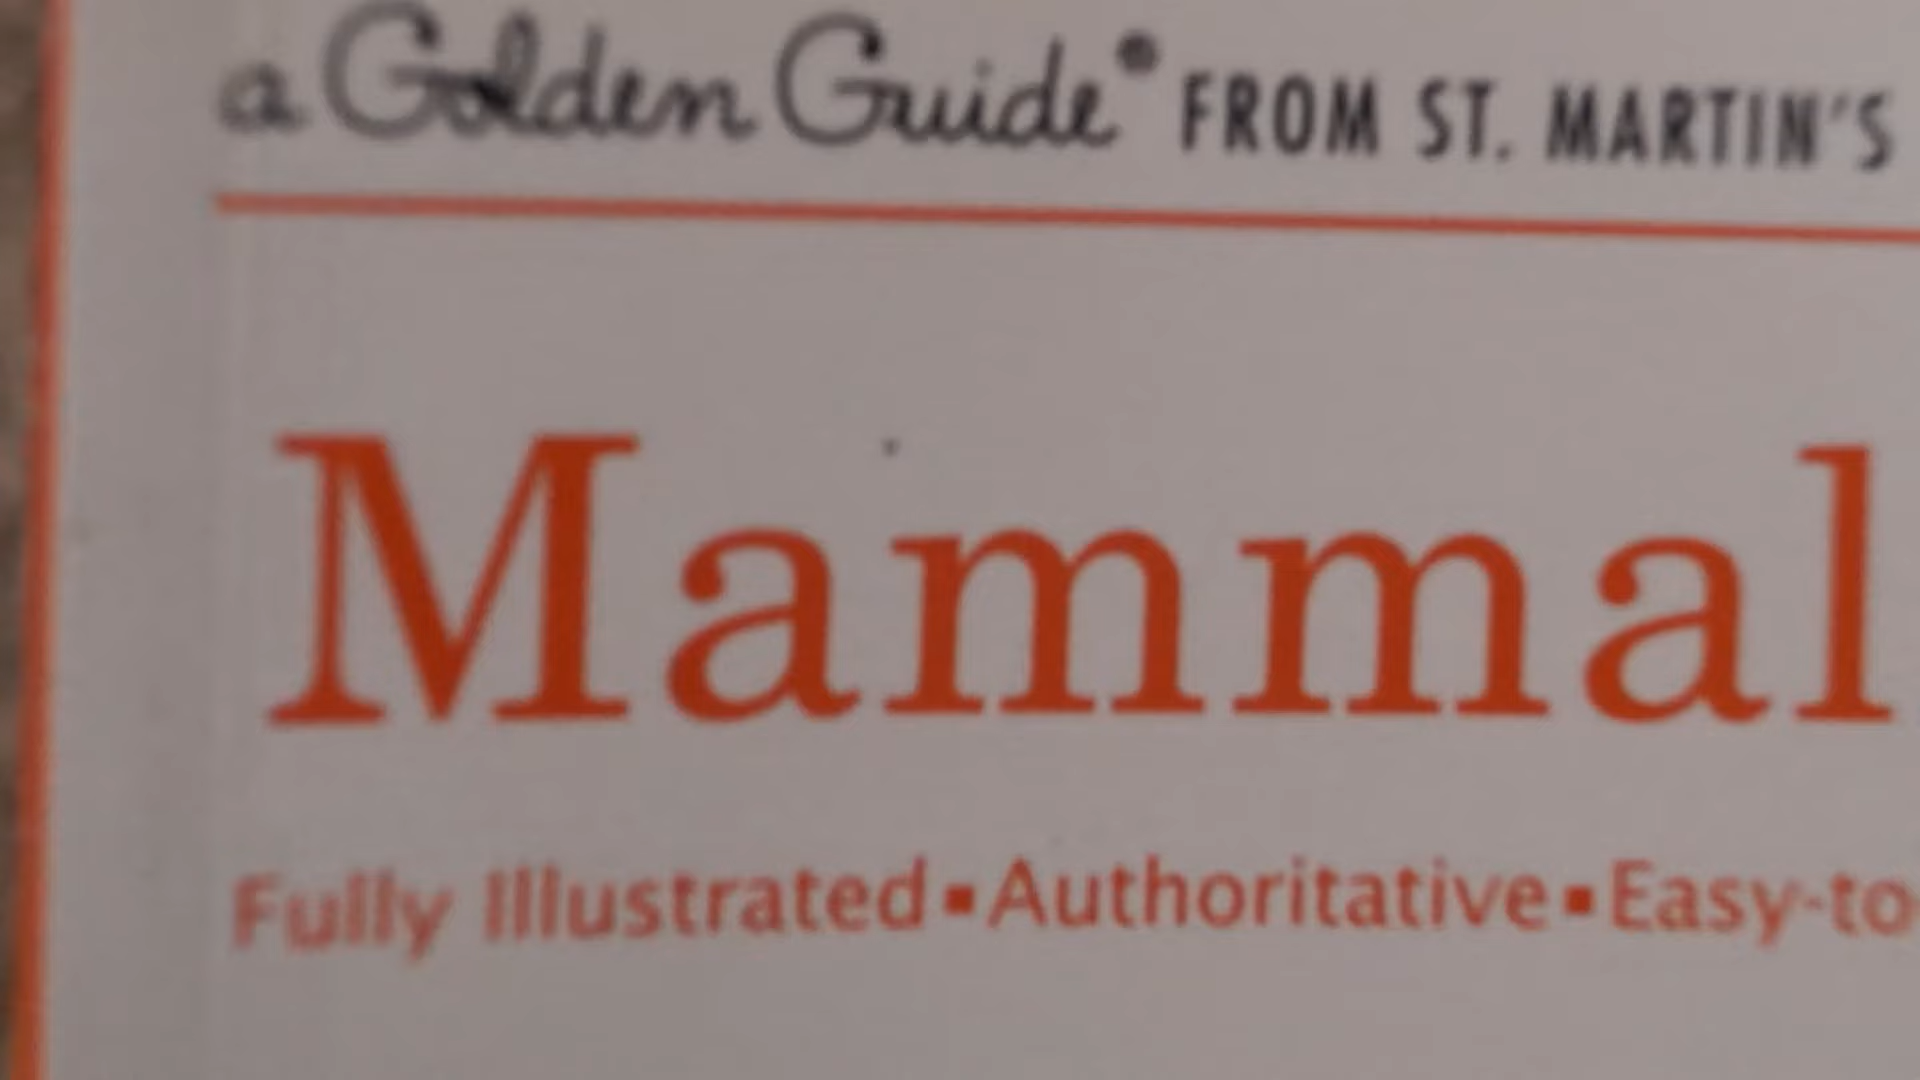 a Golden Guide® FROM ST. MARTIN'S
Mammal
Fully Illustrated▪Authoritative▪Easy-to-